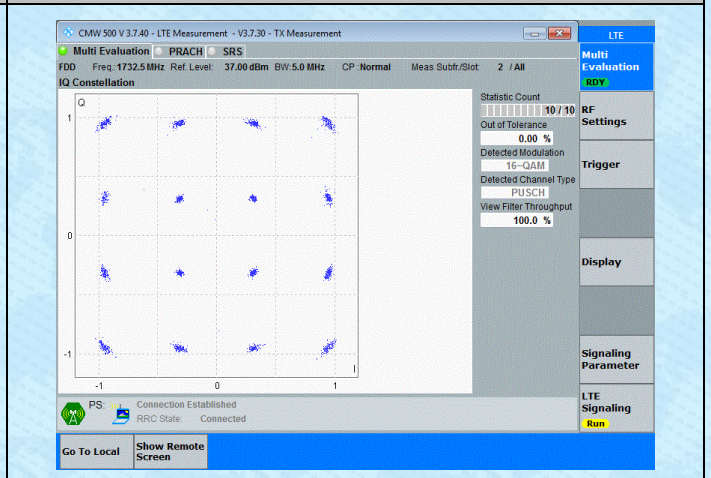 CMW 500 V 3.7.40 - LTE Measurement - V3.7.30 - TX Measurement
LTE
Multi Evaluation PRACH SRS
FDD Freq.: 1732.5 MHz Ref. Level: 37.00 dBm BW: 5.0 MHz CP : Normal Meas Subfr./Slot: 2 / All
IQ Constellation
Q
1
0
-1
-1 0 1
I
Statistic Count
10 / 10
Out of Tolerance
0.00 %
Detected Modulation
16-QAM
Detected Channel Type
PUSCH
View Filter Throughput
100.0 %
Multi
Evaluation
RDY
RF
Settings
Trigger
Display
Signaling
Parameter
LTE
Signaling
Run
PS: Connection Established
RRC State: Connected
Go To Local
Show Remote
Screen